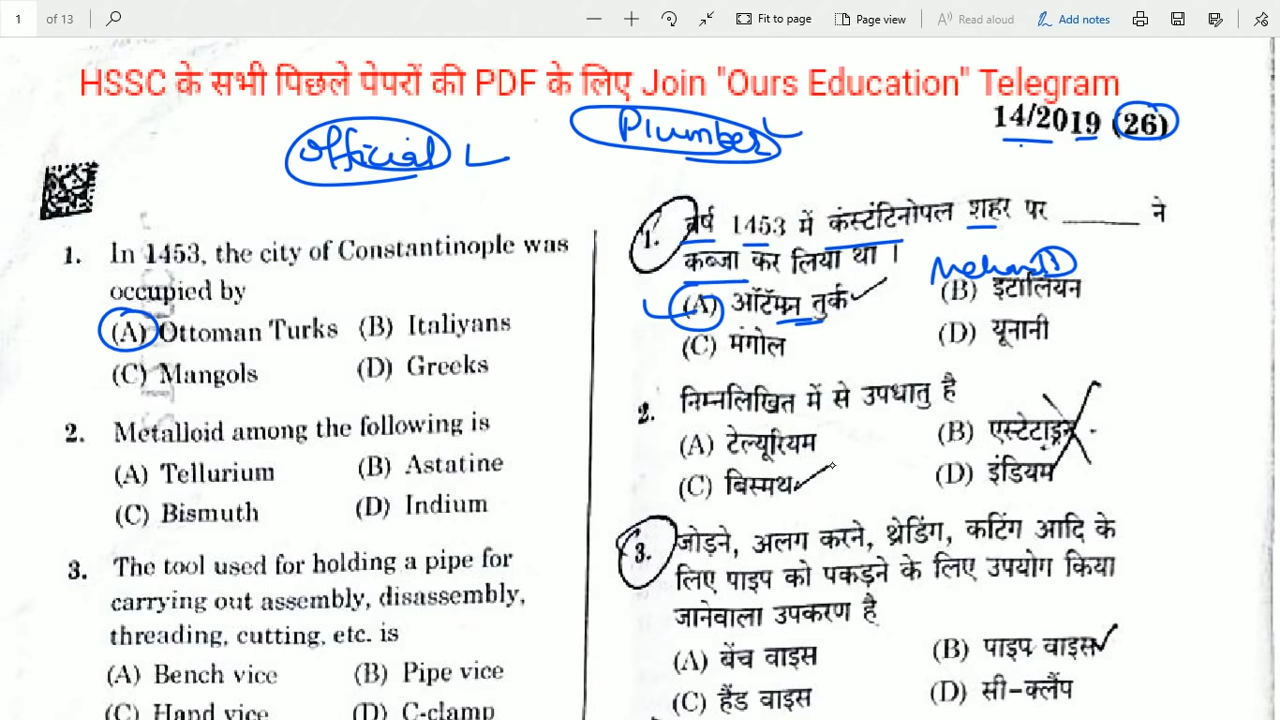 1 of 13 Fit to page Page view Read aloud Add notes
HSSC के सभी पिछले पेपरों की PDF के लिए Join "Ours Education" Telegram
14/2019 (26)
Official
Plumber
1. In 1453, the city of Constantinople was
occupied by
(A) Ottoman Turks (B) Italiyans
(C) Mangols (D) Greeks
2. Metalloid among the following is
(A) Tellurium (B) Astatine
(C) Bismuth (D) Indium
3. The tool used for holding a pipe for
carrying out assembly, disassembly,
threading, cutting, etc. is
(A) Bench vice (B) Pipe vice
(C) Hand vice (D) C-clamp
1. वर्ष 1453 में कंस्टंटिनोपल शहर पर ______ ने
कब्जा कर लिया था ।
(A) ऑटॅमन तुर्क (B) इटालियन
(C) मंगोल (D) यूनानी
2. निम्नलिखित में से उपधातु है
(A) टेल्यूरियम (B) एस्टेटाइन
(C) बिस्मथ (D) इंडियम
3. जोड़ने, अलग करने, थ्रेडिंग, कटिंग आदि के
लिए पाइप को पकड़ने के लिए उपयोग किया
जानेवाला उपकरण है
(A) बेंच वाइस (B) पाइप वाइस
(C) हैंड वाइस (D) सी-क्लैंप